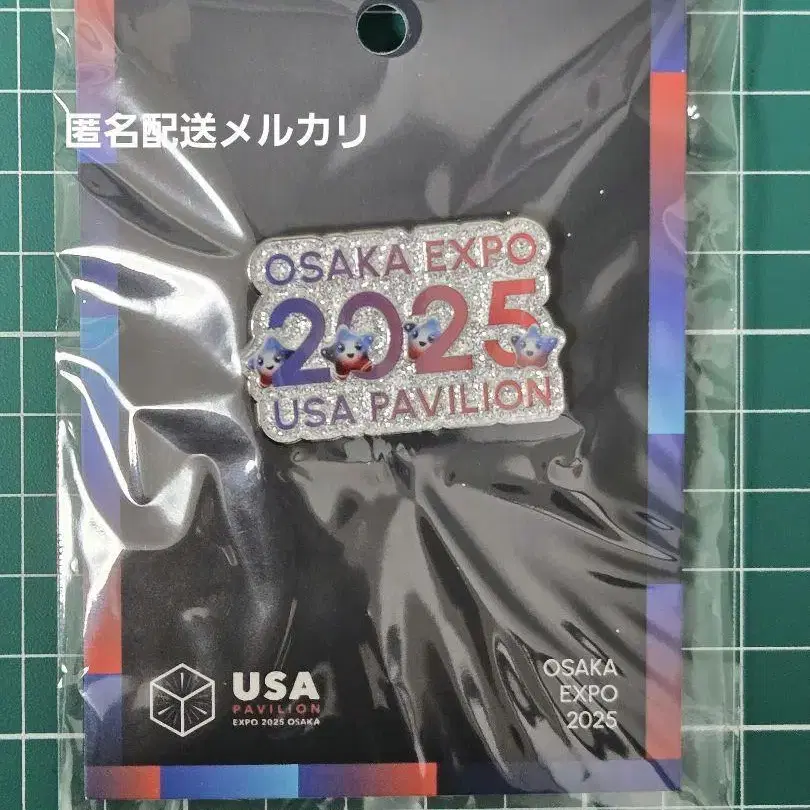 匿名配送メルカリ
OSAKA EXPO
2025
USA PAVILION
USA
PAVILION
EXPO 2025 OSAKA
OSAKA
EXPO
2025